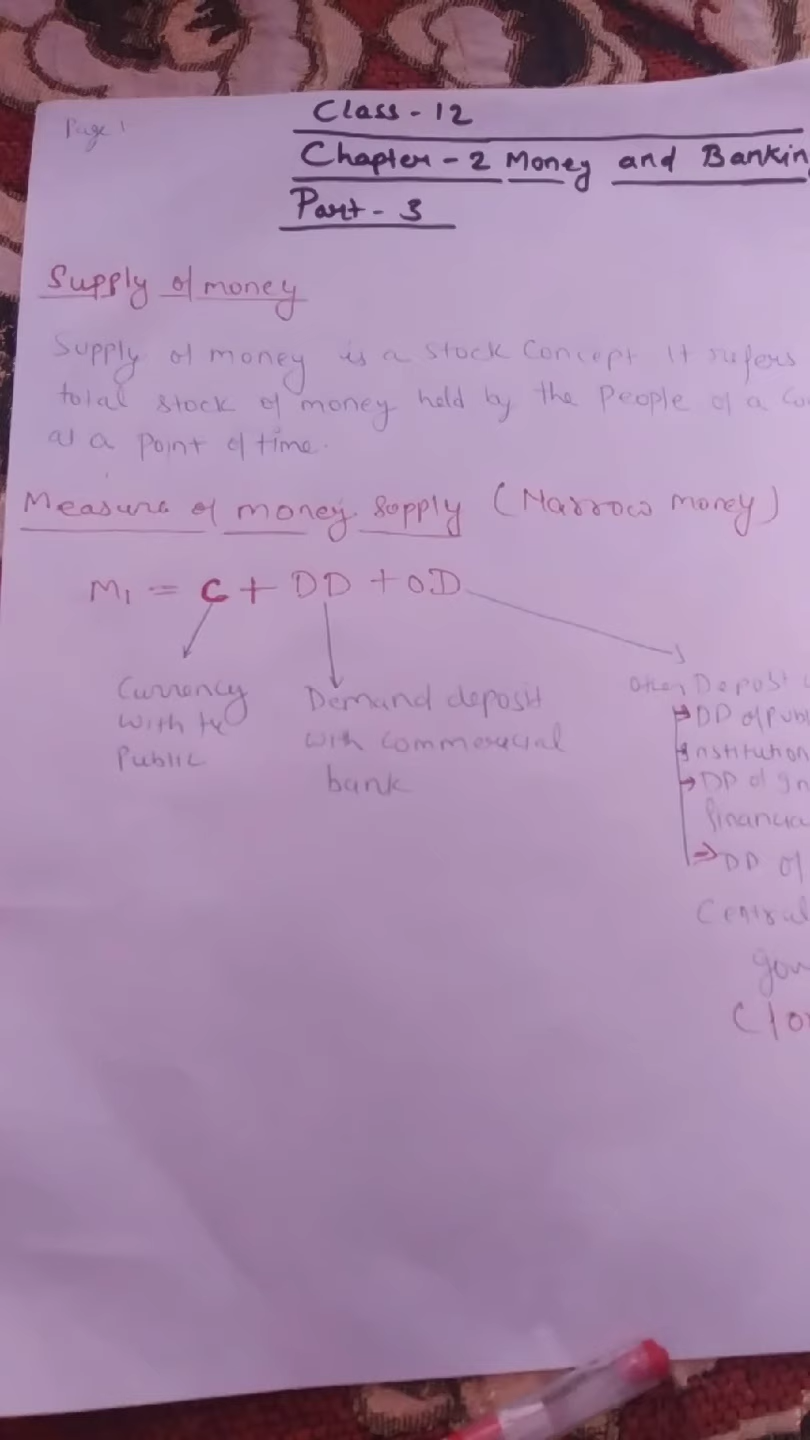 Page 1
Class - 12
Chapter - 2 Money and Bankin
Part - 3
Supply of money
Supply of money is a stock concept It refers
total stock of money held by the People of a Co
at a point of time.
Measure of money supply (Narrow money)
M1 = C + DD + OD
Currency
with the
Public
Demand deposit
with commercial
bank
other Deposit
DD of Publ
institution
DD of
financia
DD of
Central
gov